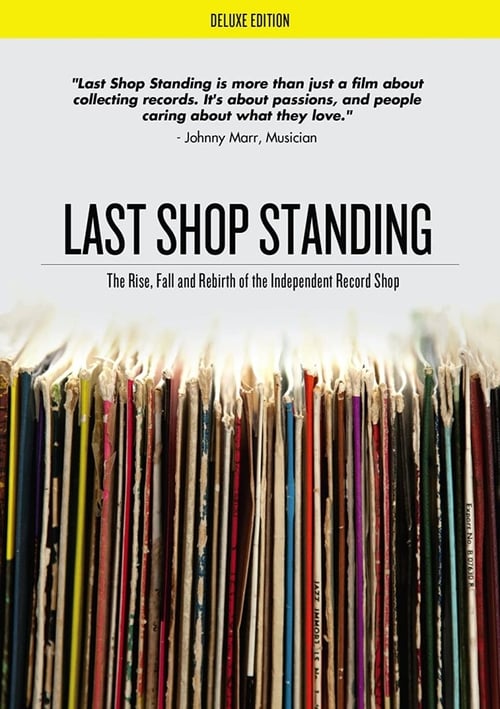 DELUXE EDITION
"Last Shop Standing is more than just a film about
collecting records. It's about passions, and people
caring about what they love."
- Johnny Marr, Musician
LAST SHOP STANDING
The Rise, Fall and Rebirth of the Independent Record Shop